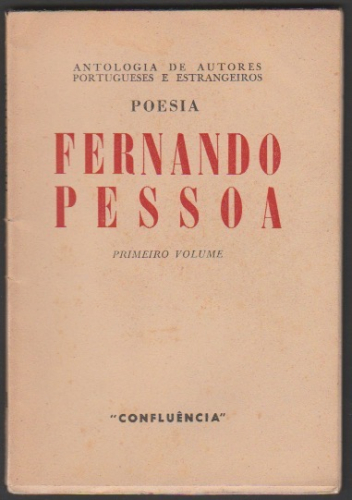 ANTOLOGIA DE AUTORES
PORTUGUESES E ESTRANGEIROS
POESIA
FERNANDO
PESSOA
PRIMEIRO VOLUME
"CONFLUÊNCIA"